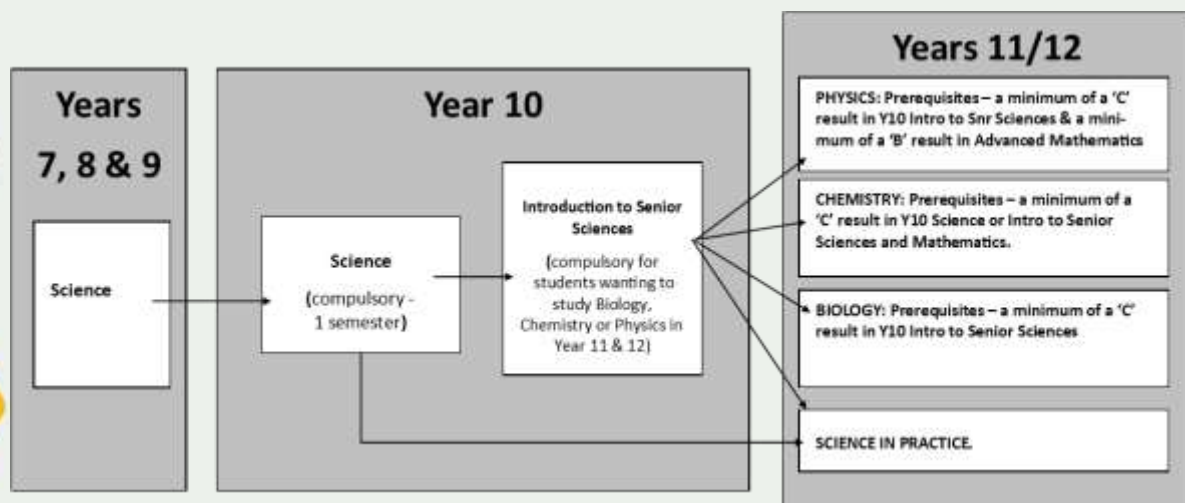 Years
7, 8 & 9
Science
Year 10
Science
(compulsory -
1 semester)
Introduction to Senior
Sciences
(compulsory for
students wanting to
study Biology,
Chemistry or Physics in
Year 11 & 12)
Years 11/12
PHYSICS: Prerequisites – a minimum of a ‘C’
result in Y10 Intro to Snr Sciences & a mini-
mum of a ‘B’ result in Advanced Mathematics
CHEMISTRY: Prerequisites – a minimum of a
‘C’ result in Y10 Science or Intro to Senior
Sciences and Mathematics.
BIOLOGY: Prerequisites – a minimum of a ‘C’
result in Y10 Intro to Senior Sciences
SCIENCE IN PRACTICE.